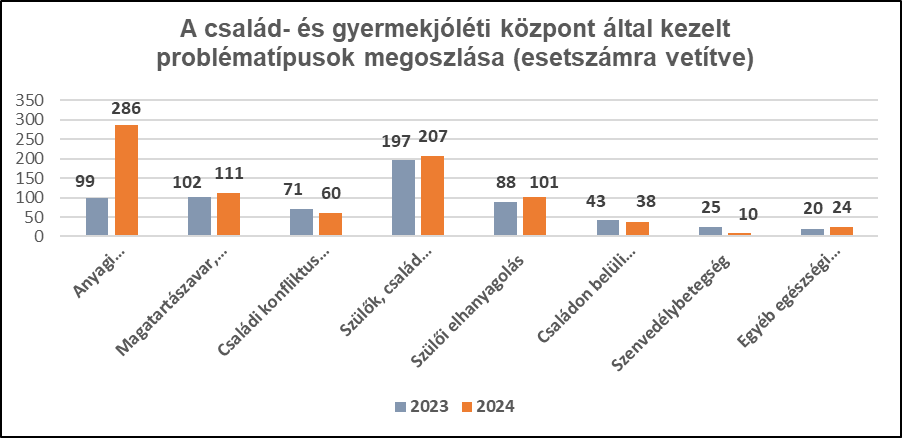 A család- és gyermekjóléti központ által kezelt
problématípusok megoszlása (esetszámra vetítve)
350
300
250
200
150
100
50
0
99
286
102
111
71
60
197
207
88
101
43
38
25
10
20
24
Anyagi...
Magatartászavar,...
Családi konfliktus...
Szülők, család...
Szülői elhanyagolás
Családon belüli...
Szenvedélybetegség
Egyéb egészségi...
2023
2024